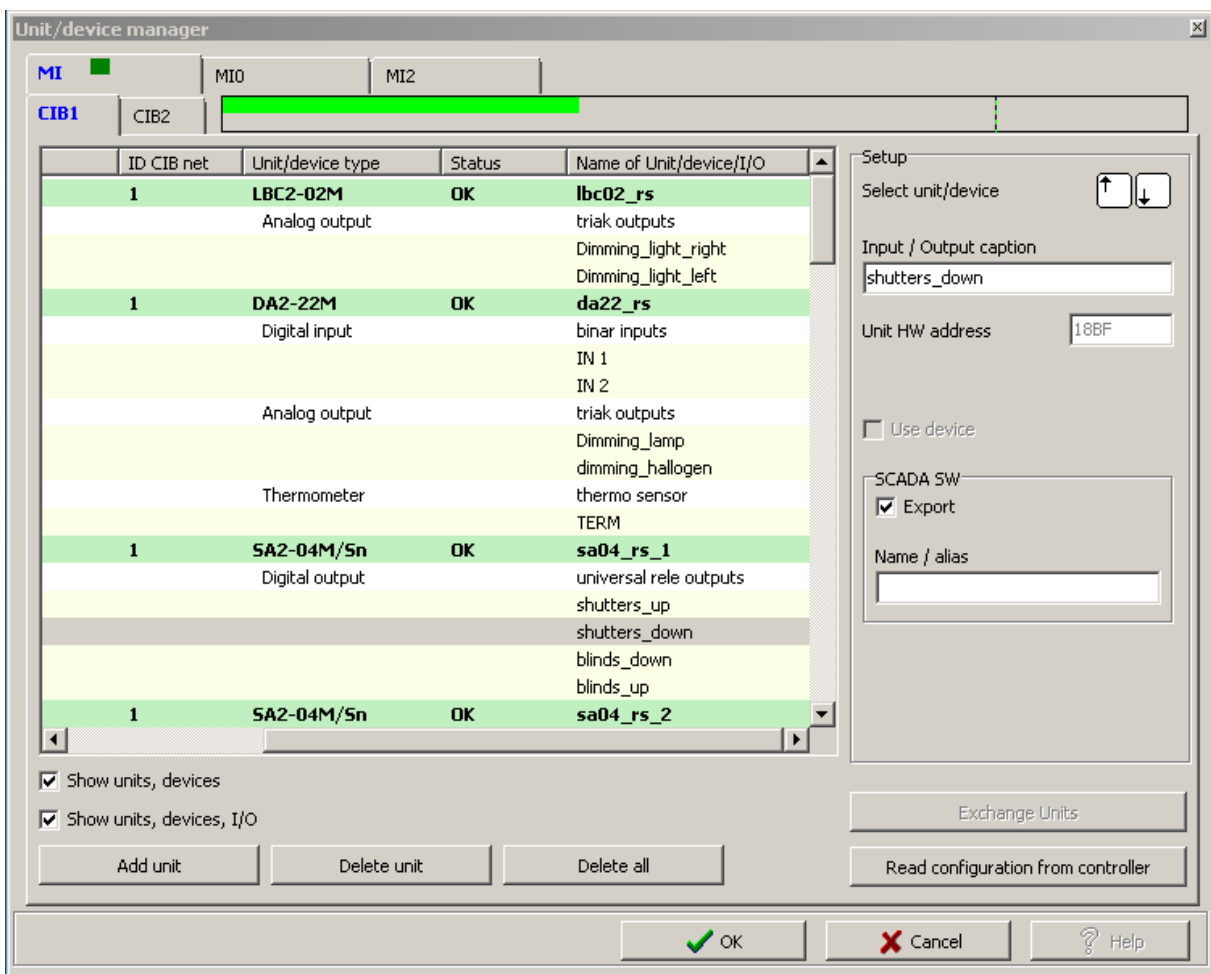 Unit/device manager
MI MI0 MI2
CIB1 CIB2
ID CIB net Unit/device type Status Name of Unit/device/I/O
1 LBC2-02M OK lbc02_rs
Analog output triak outputs
Dimming_light_right
Dimming_light_left
1 DA2-22M OK da22_rs
Digital input binar inputs
IN 1
IN 2
Analog output triak outputs
Dimming_lamp
dimming_hallogen
Thermometer thermo sensor
TERM
1 SA2-04M/Sn OK sa04_rs_1
Digital output universal rele outputs
shutters_up
shutters_down
blinds_down
blinds_up
1 SA2-04M/Sn OK sa04_rs_2
Setup
Select unit/device
Input / Output caption
shutters_down
Unit HW address 18BF
Use device
SCADA SW
Export
Name / alias
Show units, devices
Show units, devices, I/O
Add unit Delete unit Delete all
Exchange Units
Read configuration from controller
OK Cancel Help